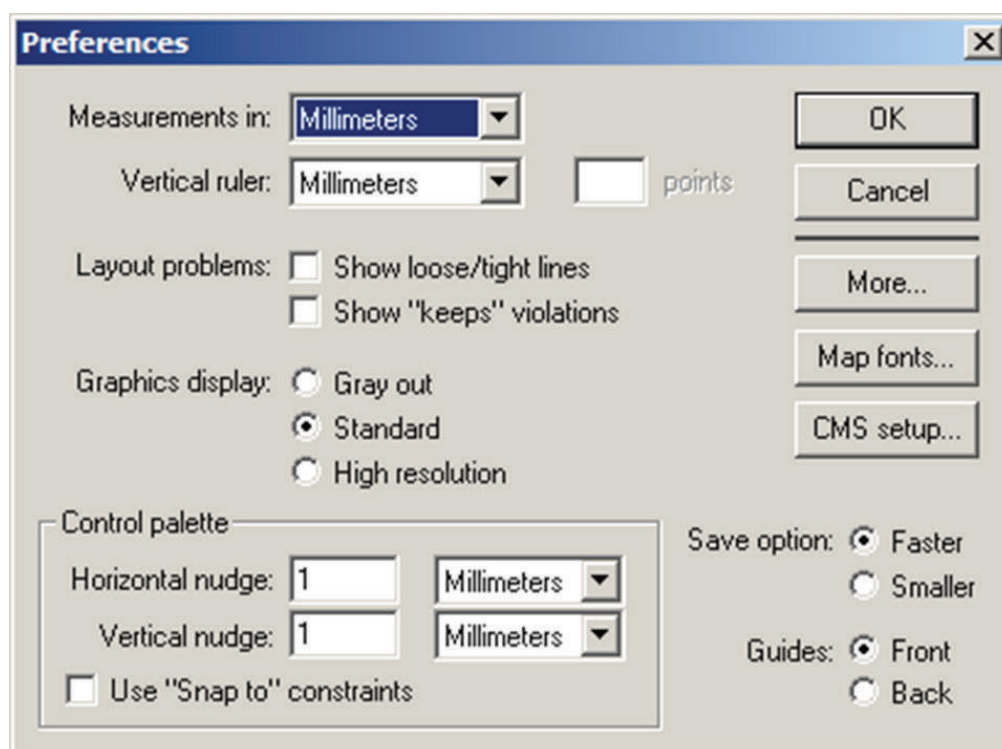 Preferences
Measurements in: Millimeters
OK
Vertical ruler: Millimeters points
Cancel
Layout problems: Show loose/tight lines
More...
Show "keeps" violations
Map fonts...
Graphics display: Gray out
Standard
CMS setup...
High resolution
Control palette
Save option: Faster
Horizontal nudge: 1 Millimeters
Smaller
Vertical nudge: 1 Millimeters
Guides: Front
Use "Snap to" constraints
Back